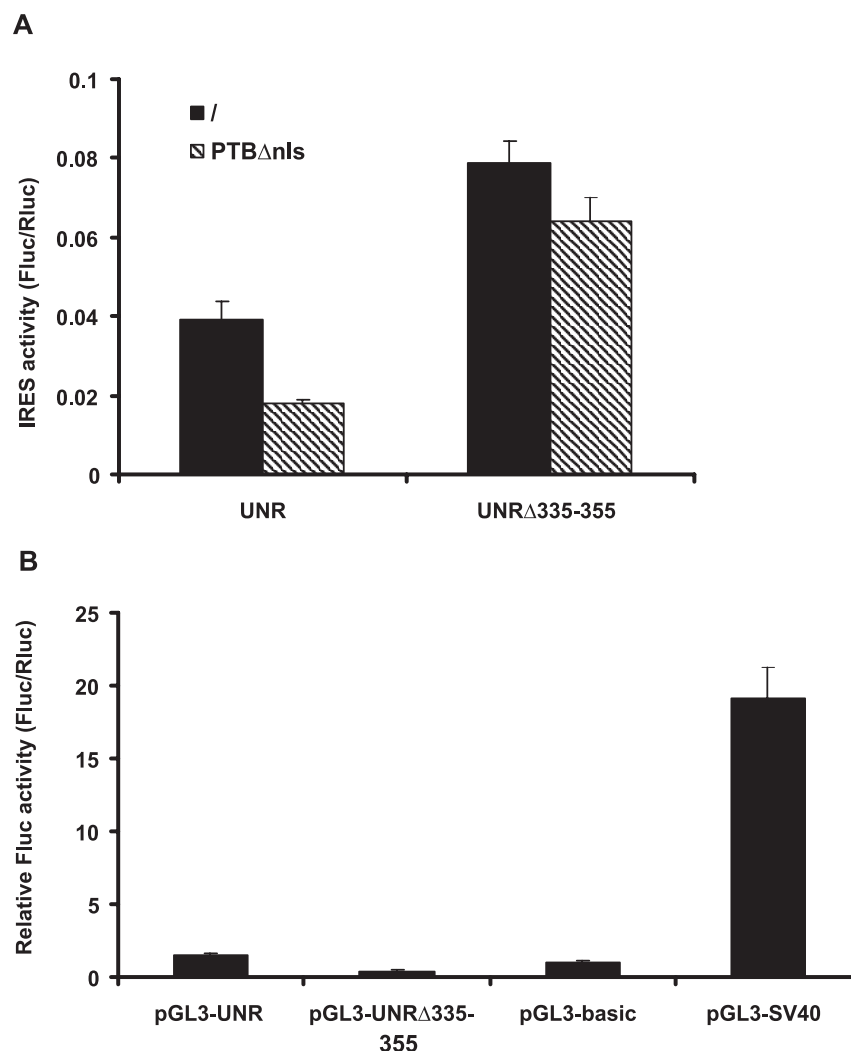 A
0.1
0.08
0.06
0.04
0.02
0
IRES activity (Fluc/Rluc)
/
PTBΔnls
UNR
UNRΔ335-355
B
25
20
15
10
5
0
Relative Fluc activity (Fluc/Rluc)
pGL3-UNR
pGL3-UNRΔ335-
355
pGL3-basic
pGL3-SV40